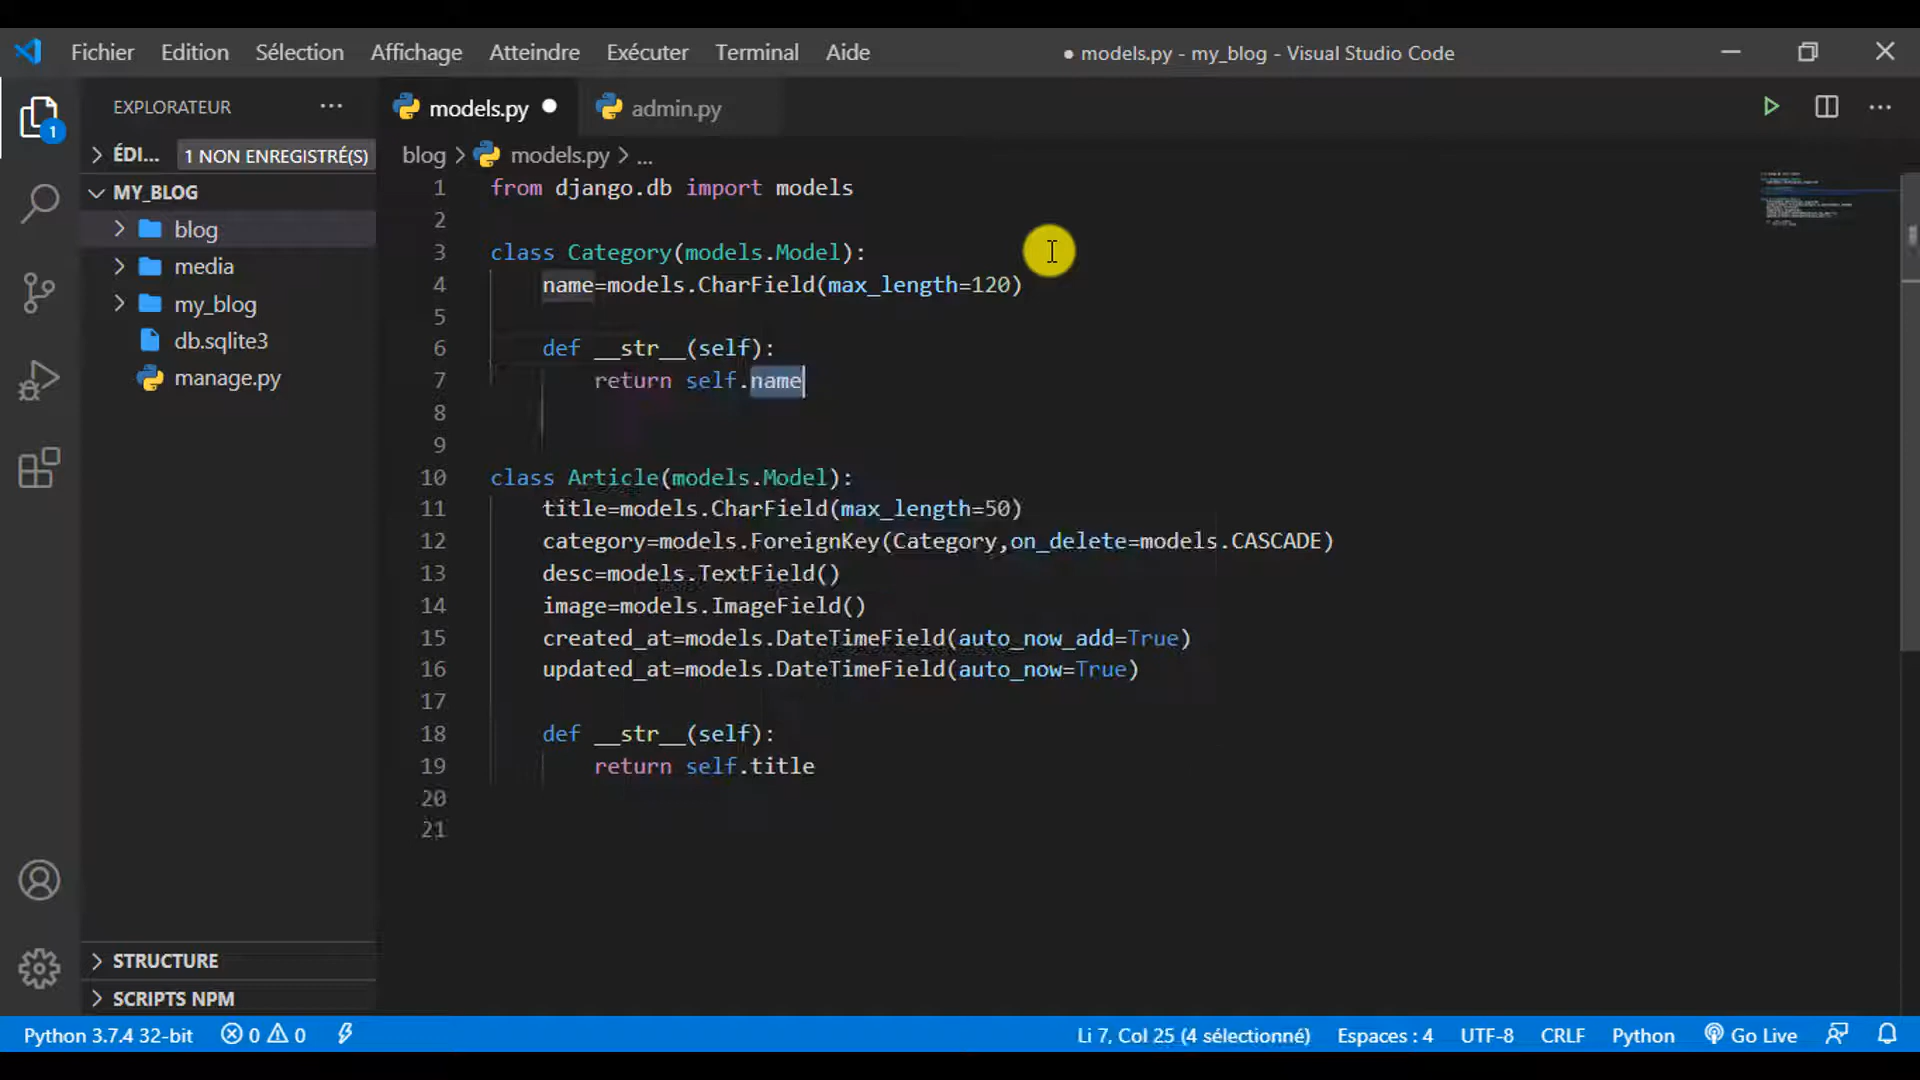 Fichier Edition Sélection Affichage Atteindre Exécuter Terminal Aide ● models.py - my_blog - Visual Studio Code
EXPLORATEUR ··· models.py ● admin.py ···
ÉDI... 1 NON ENREGISTRÉ(S)
blog > models.py > ...
MY_BLOG
blog
media
my_blog
db.sqlite3
manage.py
1 from django.db import models
2
3 class Category(models.Model):
4 name=models.CharField(max_length=120)
5
6 def __str__(self):
7 return self.name
8
9
10 class Article(models.Model):
11 title=models.CharField(max_length=50)
12 category=models.ForeignKey(Category,on_delete=models.CASCADE)
13 desc=models.TextField()
14 image=models.ImageField()
15 created_at=models.DateTimeField(auto_now_add=True)
16 updated_at=models.DateTimeField(auto_now=True)
17
18 def __str__(self):
19 return self.title
20
21
1
STRUCTURE
SCRIPTS NPM
Python 3.7.4 32-bit 0 0 Li 7, Col 25 (4 sélectionné) Espaces : 4 UTF-8 CRLF Python Go Live